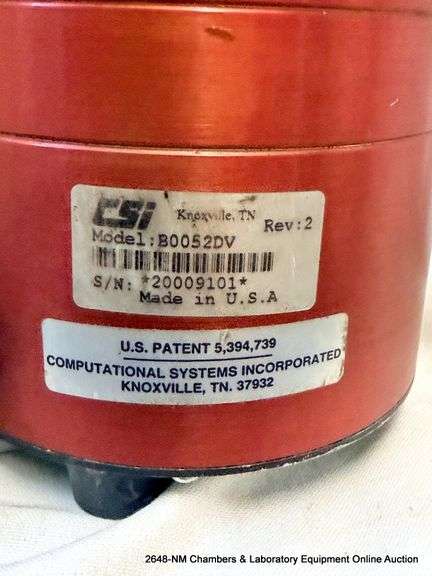 CSi Knoxville, TN Rev:2
Model:B0052DV
S/N: *20009101*
Made in U.S.A
U.S. PATENT 5,394,739
COMPUTATIONAL SYSTEMS INCORPORATED
KNOXVILLE, TN. 37932
2648-NM Chambers & Laboratory Equipment Online Auction